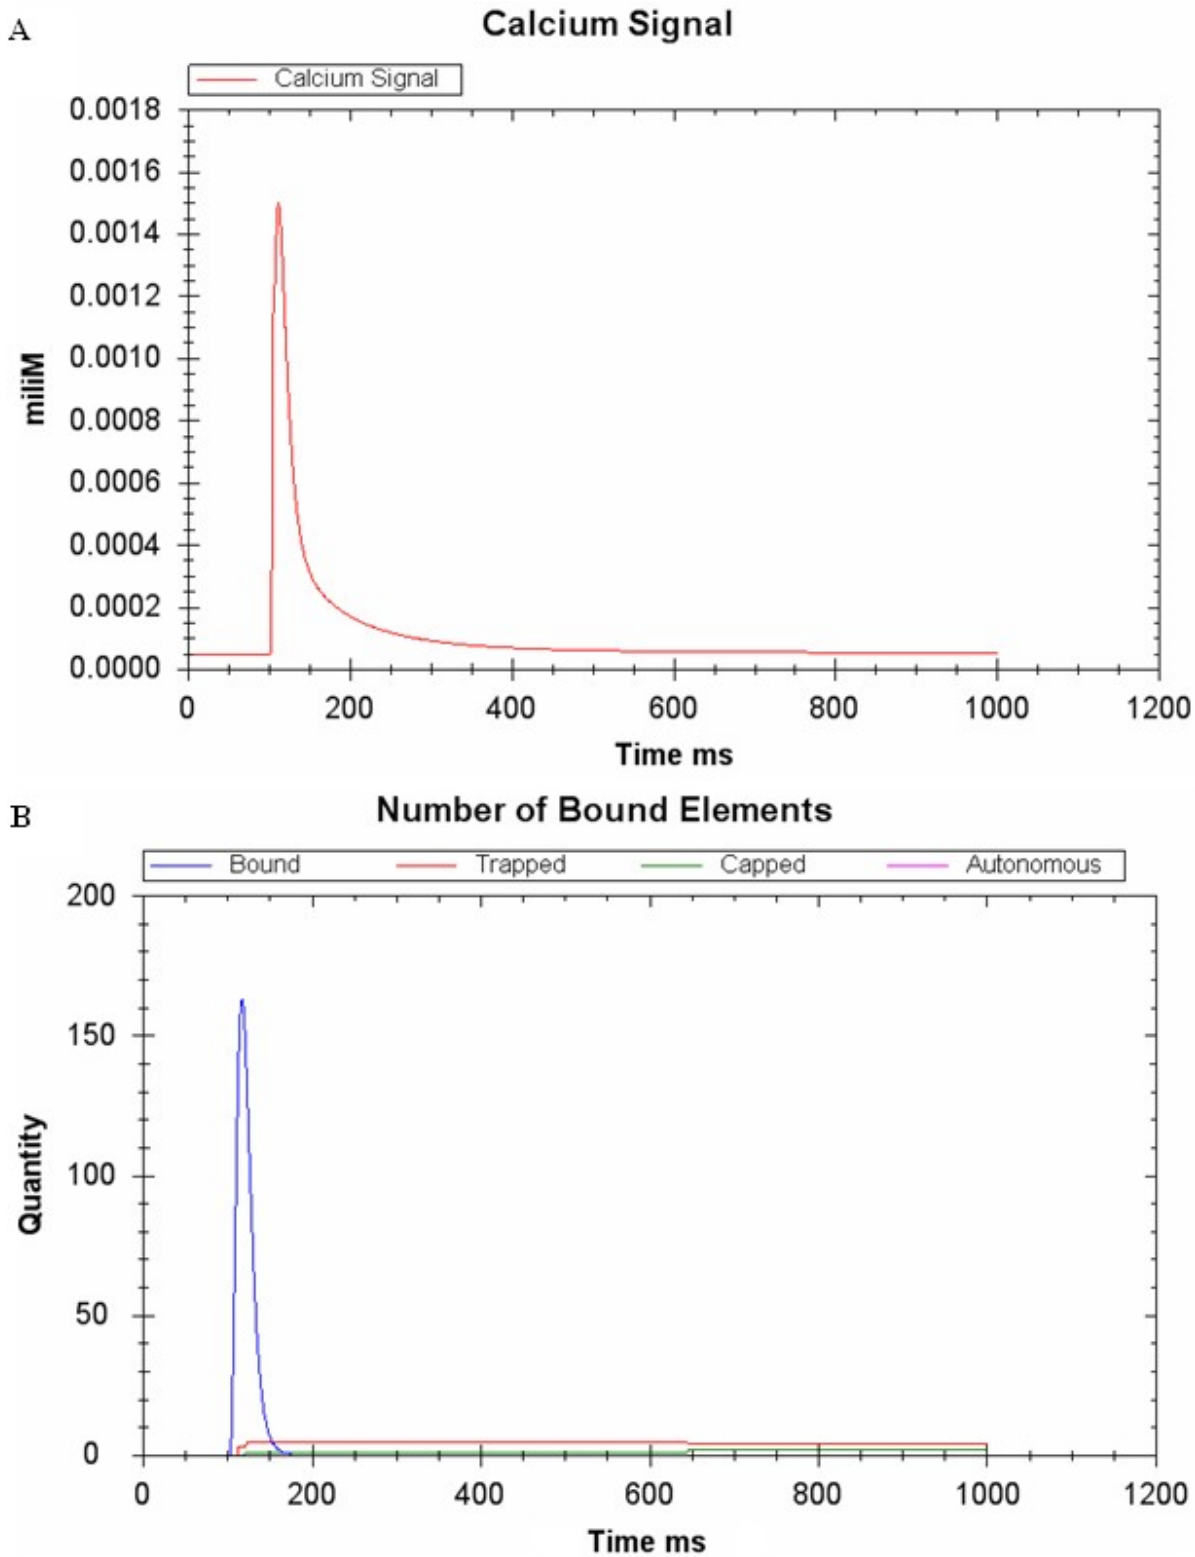 A
Calcium Signal
Calcium Signal
0.0018
0.0016
0.0014
0.0012
0.0010
0.0008
0.0006
0.0004
0.0002
0.0000
miliM
0 200 400 600 800 1000 1200
Time ms
B
Number of Bound Elements
Bound Trapped Capped Autonomous
200
150
100
50
0
Quantity
0 200 400 600 800 1000 1200
Time ms